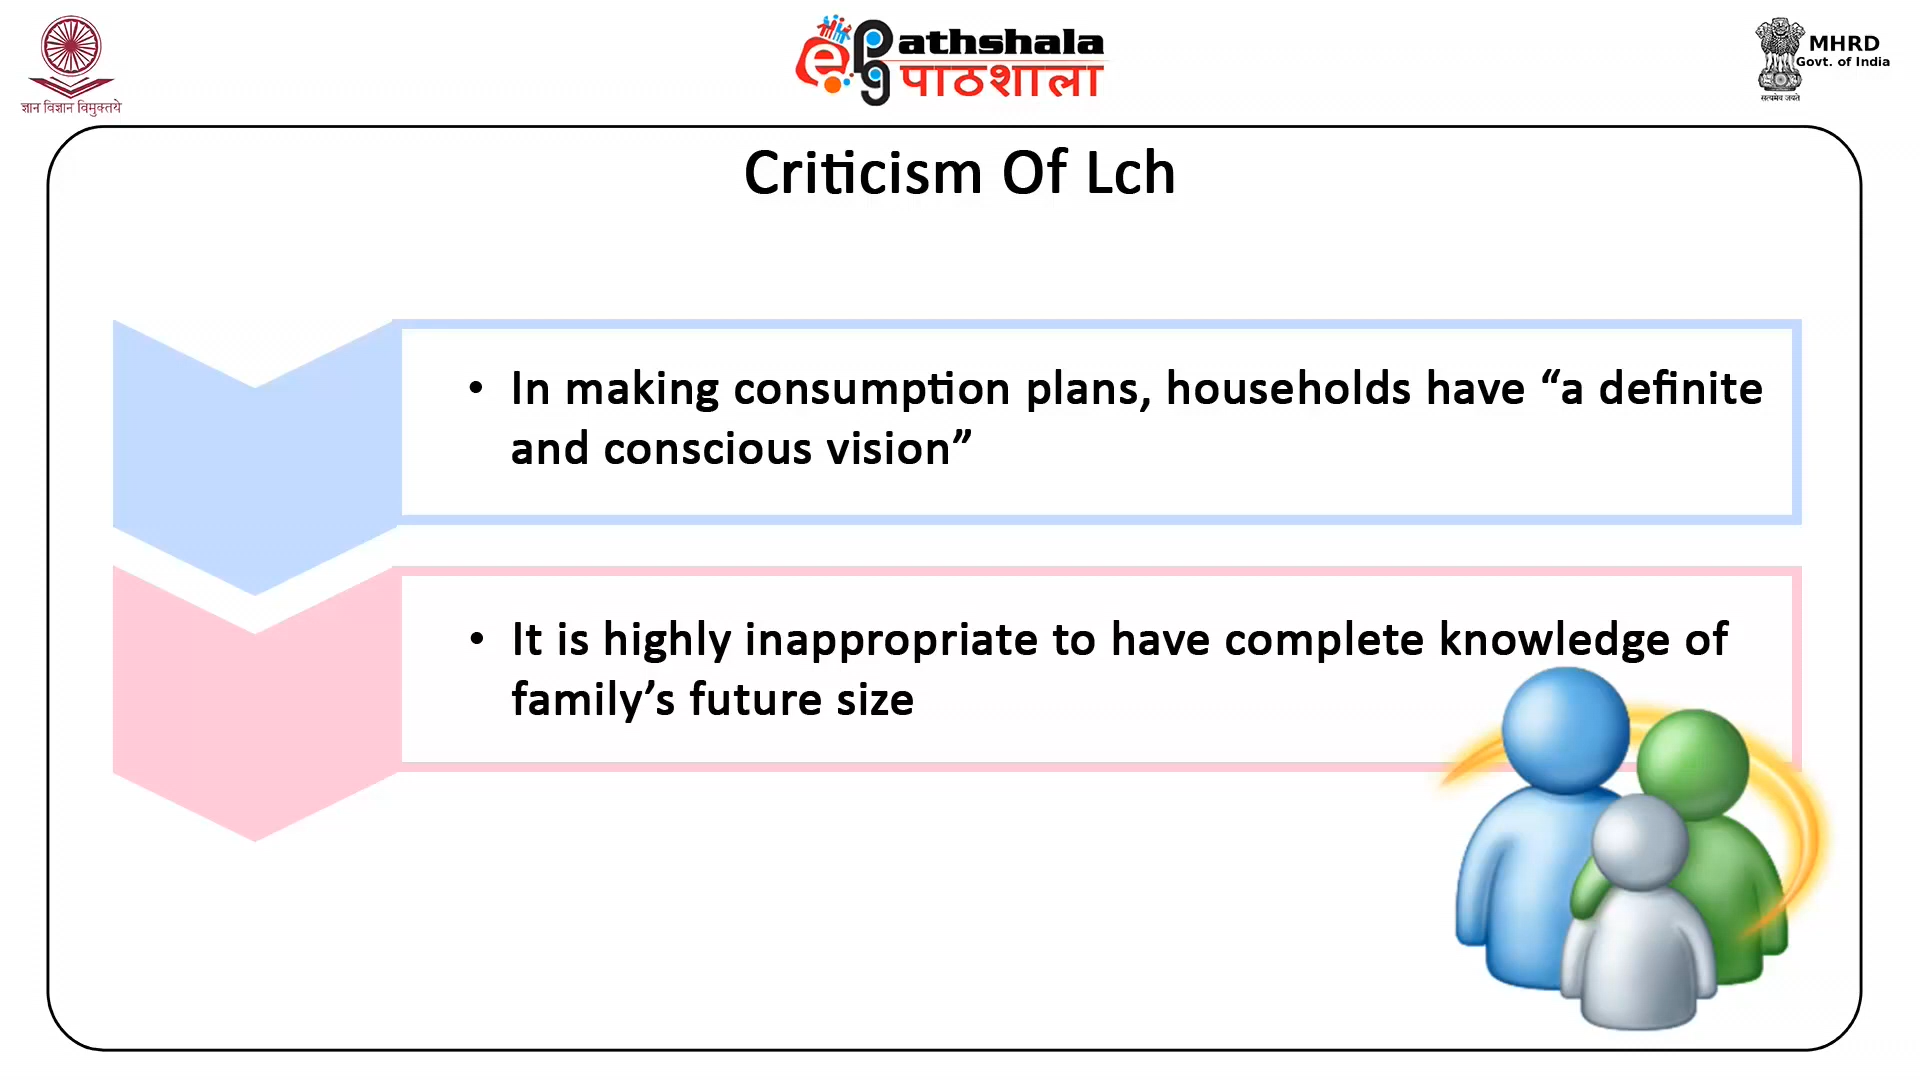 ज्ञान विज्ञान विमुक्तये
e Pathshala
पाठशाला
MHRD
Govt. of India
सत्यमेव जयते
Criticism Of Lch
• In making consumption plans, households have “a definite
and conscious vision”
• It is highly inappropriate to have complete knowledge of
family’s future size